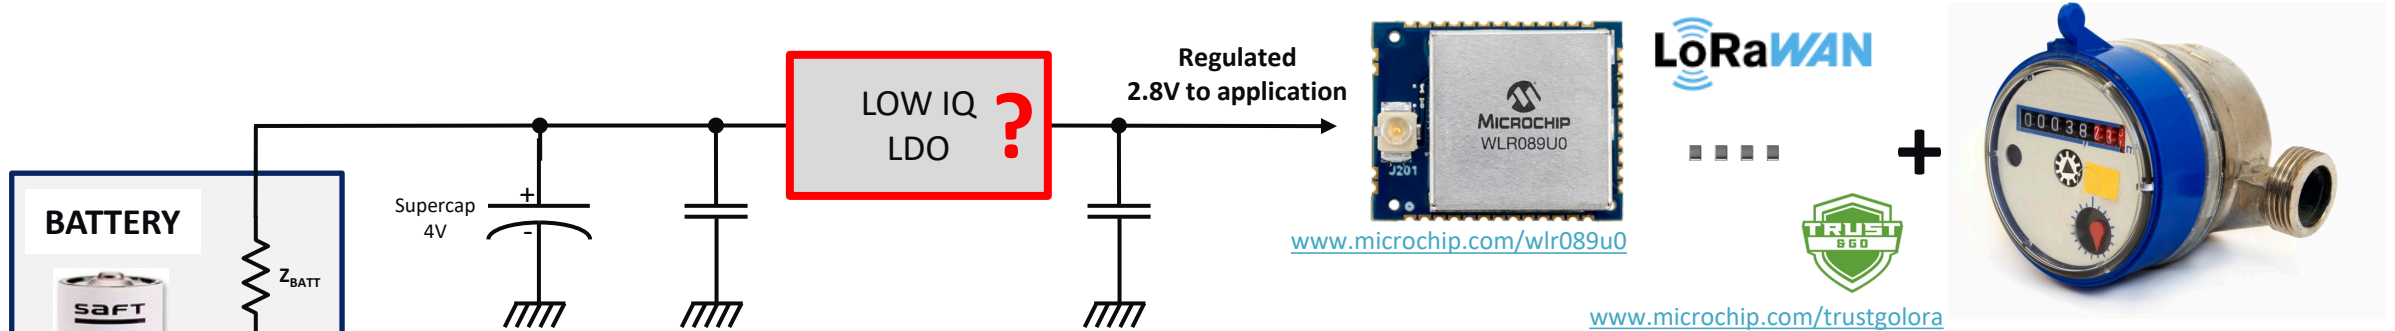 BATTERY
saft
Z_BATT
Supercap
4V
+
-
LOW IQ
LDO
?
Regulated
2.8V to application
MICROCHIP
WLR089U0
J201
www.microchip.com/wlr089u0
LoRaWAN
TRUST
&GO
www.microchip.com/trustgolora
+
00038